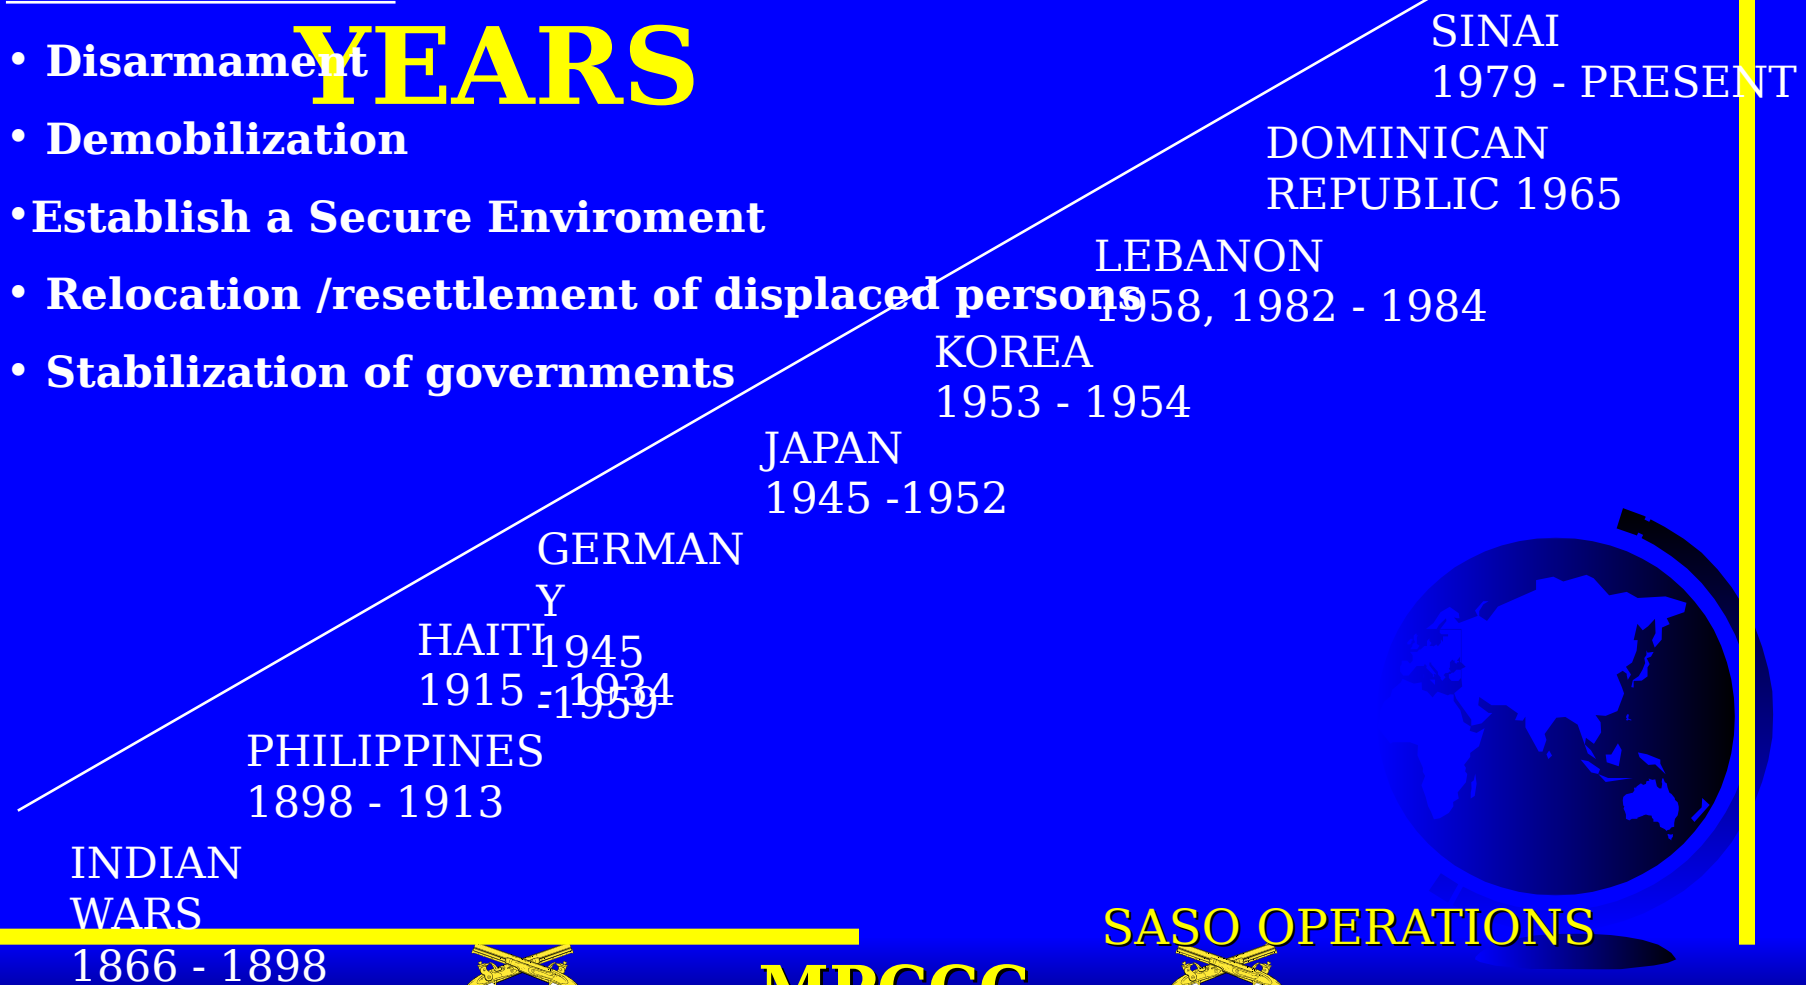 YEARS
• Disarmament
• Demobilization
•Establish a Secure Enviroment
• Relocation /resettlement of displaced persons
• Stabilization of governments
SINAI
1979 - PRESENT
DOMINICAN
REPUBLIC 1965
LEBANON
1958, 1982 - 1984
KOREA
1953 - 1954
JAPAN
1945 -1952
GERMAN
Y
1945
-1959
HAITI
1915 - 1934
PHILIPPINES
1898 - 1913
INDIAN
WARS
1866 - 1898
SASO OPERATIONS
MPCCC